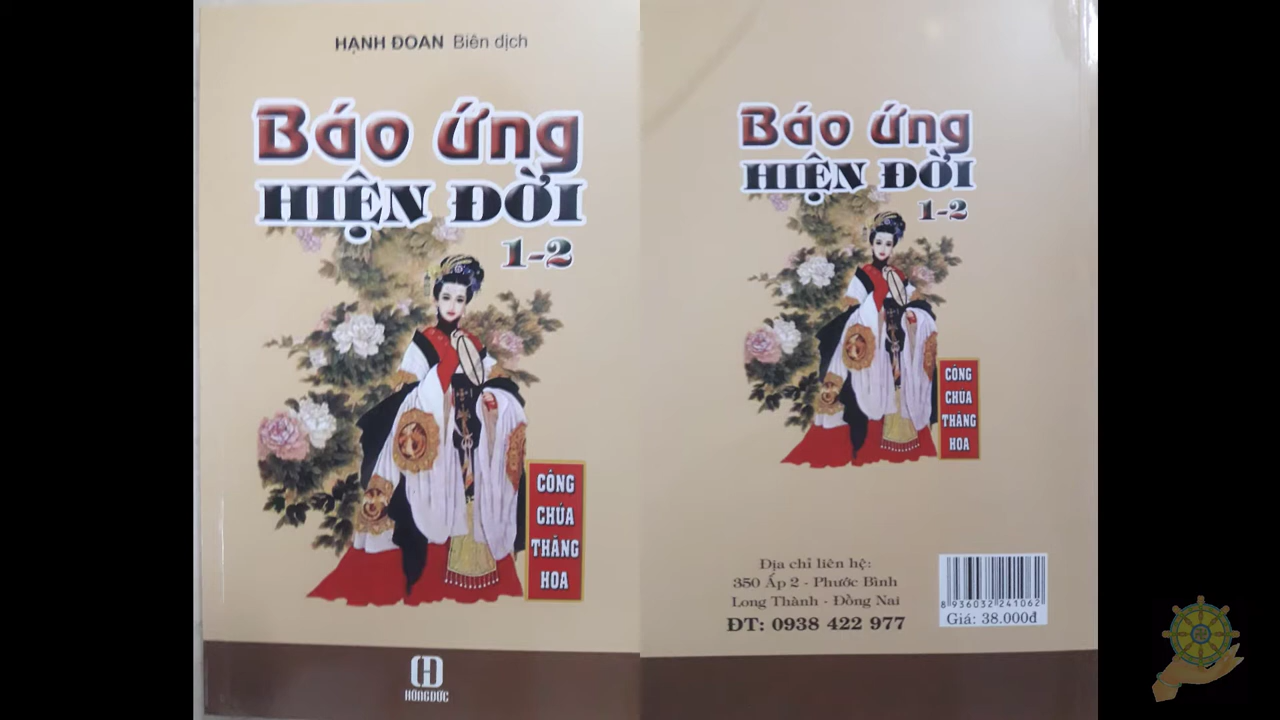 HẠNH ĐOAN Biên dịch
Báo ứng
HIỆN ĐỜI
1-2
CÔNG
CHÚA
THĂNG
HOA
HỒNG ĐỨC
Báo ứng
HIỆN ĐỜI
1-2
CÔNG
CHÚA
THĂNG
HOA
Địa chỉ liên hệ:
350 Ấp 2 - Phước Bình
Long Thành - Đồng Nai
ĐT: 0938 422 977
8 936032 241062
Giá: 38.000đ